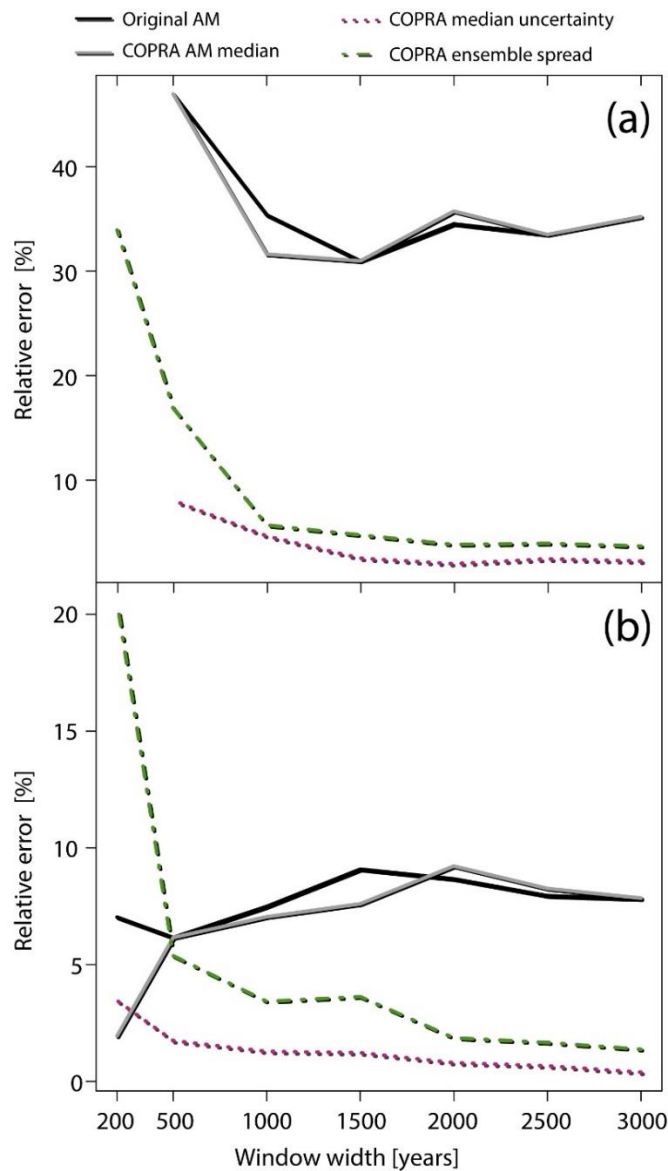 Original AM
COPRA median uncertainty
COPRA AM median
COPRA ensemble spread
(a)
40
30
20
10
Relative error [%]
(b)
20
15
10
5
0
Relative error [%]
200 500 1000 1500 2000 2500 3000
Window width [years]